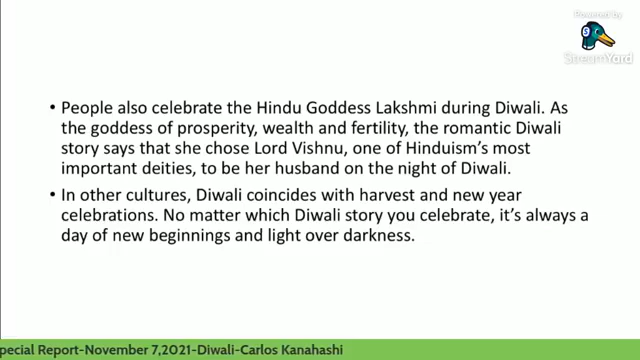 Powered by
StreamYard
• People also celebrate the Hindu Goddess Lakshmi during Diwali. As
the goddess of prosperity, wealth and fertility, the romantic Diwali
story says that she chose Lord Vishnu, one of Hinduism's most
important deities, to be her husband on the night of Diwali.
• In other cultures, Diwali coincides with harvest and new year
celebrations. No matter which Diwali story you celebrate, it's always a
day of new beginnings and light over darkness.
pecial Report-November 7,2021-Diwali-Carlos Kanahashi